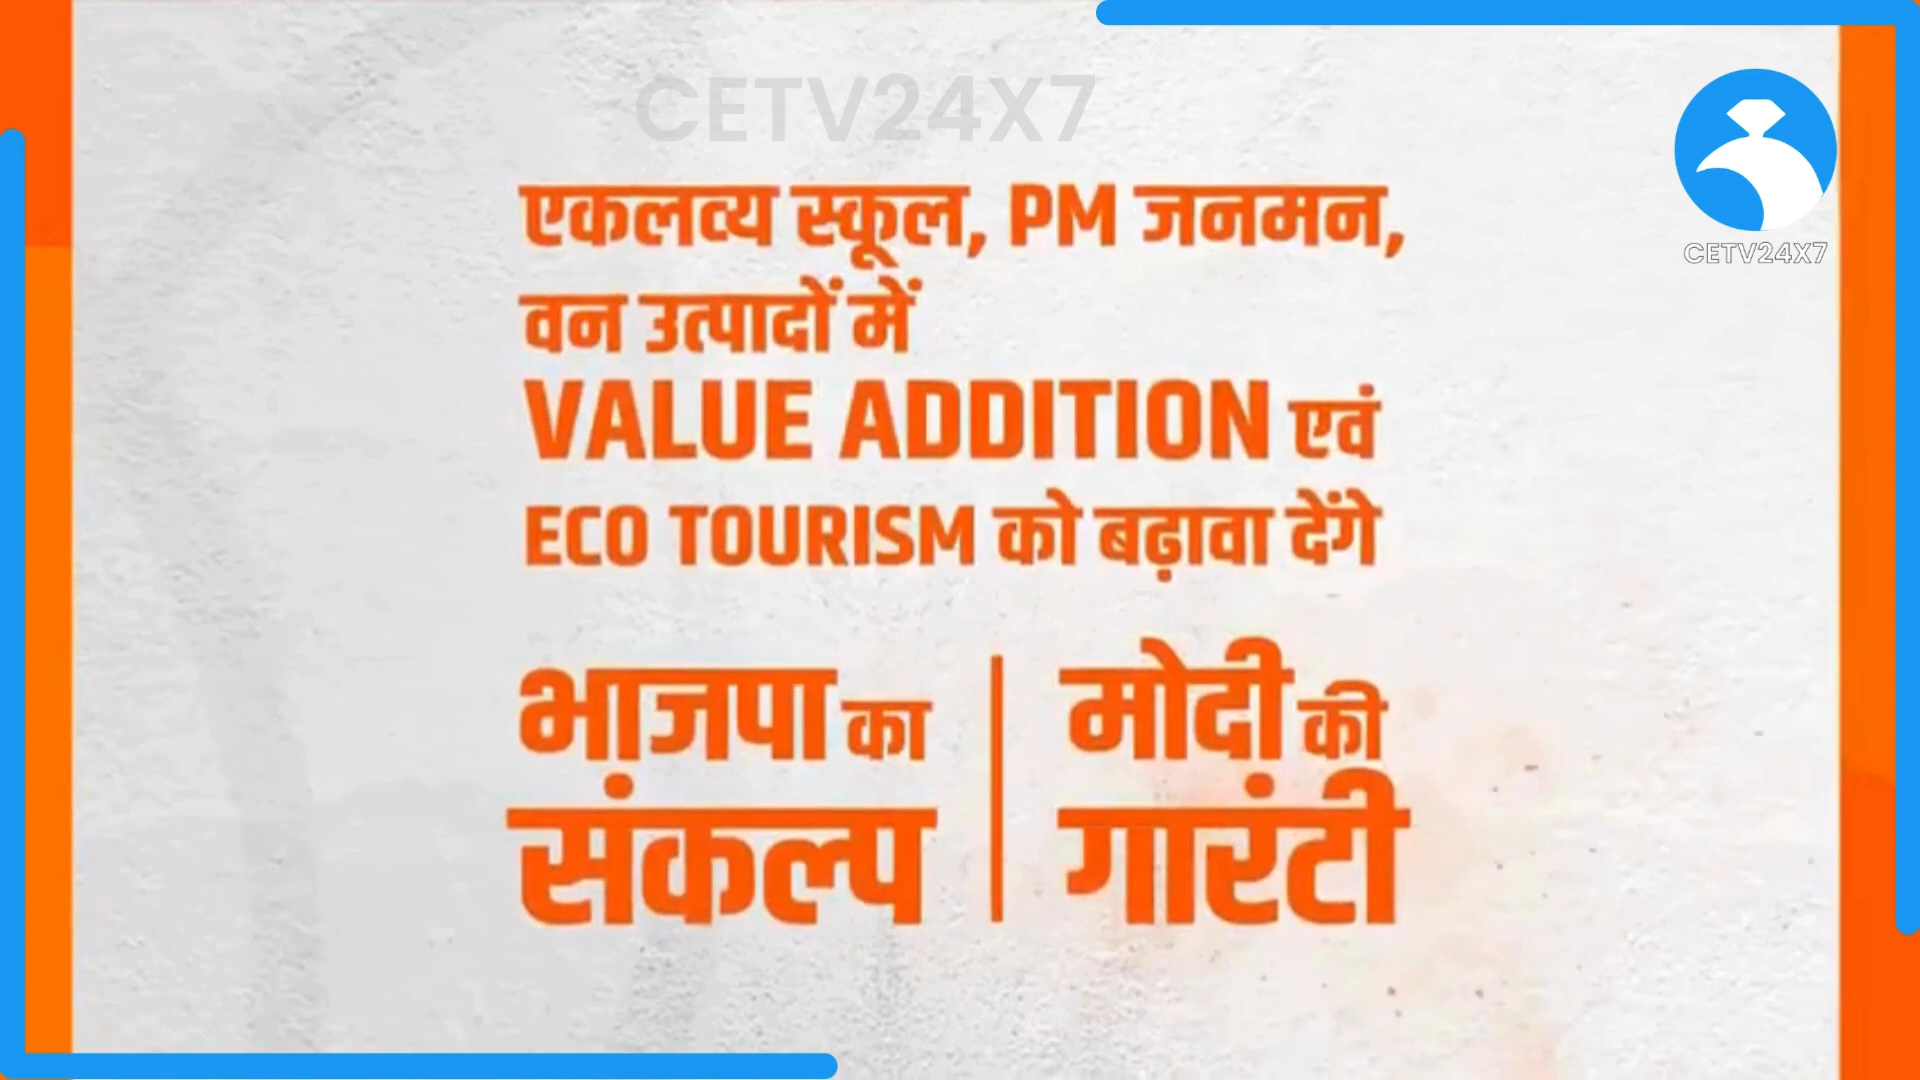 CETV24X7
CETV24X7
एकलव्य स्कूल, PM जनमन,
वन उत्पादों में
VALUE ADDITION एवं
ECO TOURISM को बढ़ावा देंगे
भाजपा का
संकल्प
मोदी की
गारंटी